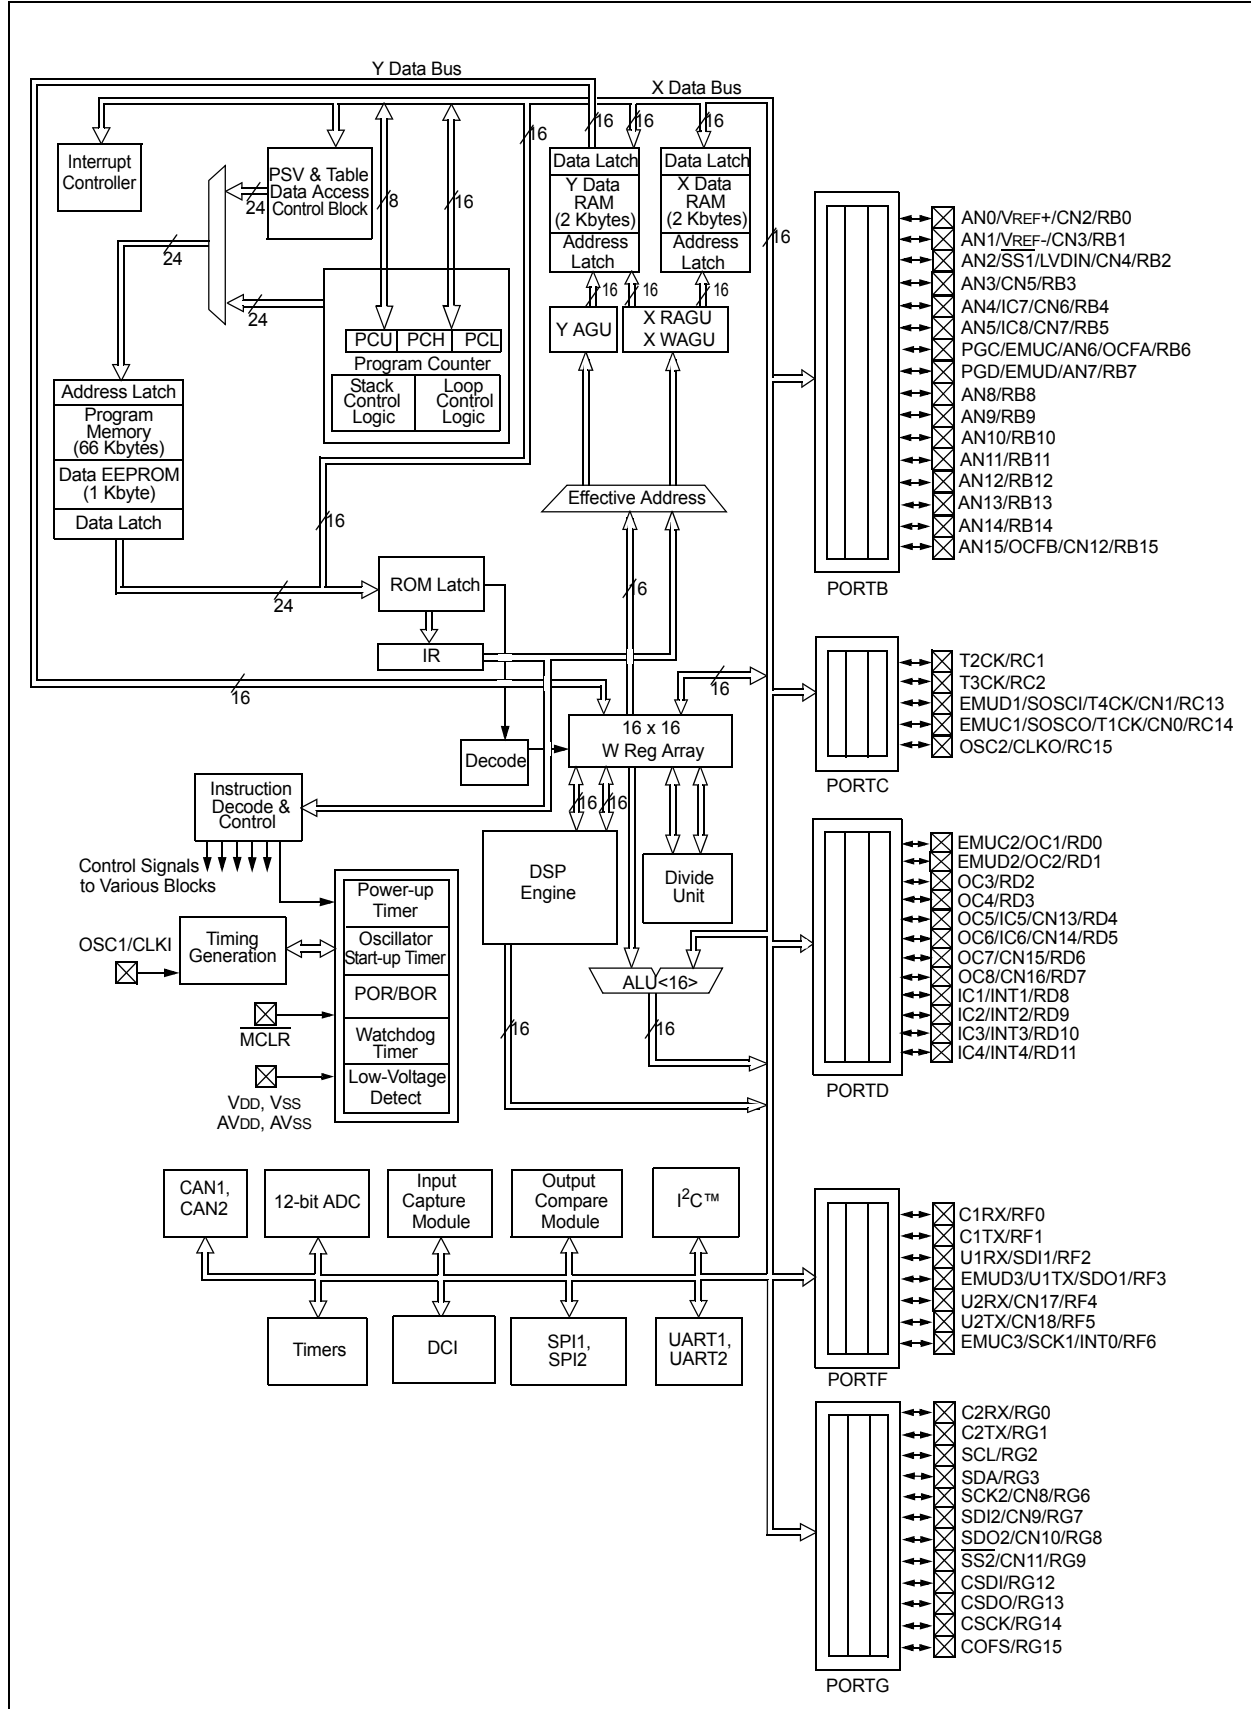 Y Data Bus
X Data Bus
16
16
16
16
16
Interrupt
Controller
PSV & Table
Data Access
Control Block
24
8
16
Data Latch
Y Data
RAM
(2 Kbytes)
Address
Latch
Data Latch
X Data
RAM
(2 Kbytes)
Address
Latch
16
24
24
16
16
16
Y AGU
X RAGU
X WAGU
PCU
PCH
PCL
Program Counter
Stack
Control
Logic
Loop
Control
Logic
Address Latch
Program
Memory
(66 Kbytes)
Data EEPROM
(1 Kbyte)
Data Latch
Effective Address
16
24
ROM Latch
16
IR
16
16
16 x 16
W Reg Array
Decode
Instruction
Decode &
Control
16
16
Control Signals
to Various Blocks
DSP
Engine
Divide
Unit
Power-up
Timer
Oscillator
Start-up Timer
POR/BOR
Watchdog
Timer
Low-Voltage
Detect
OSC1/CLKI
Timing
Generation
MCLR
VDD, VSS
AVDD, AVSS
ALU<16>
16
16
CAN1,
CAN2
12-bit ADC
Input
Capture
Module
Output
Compare
Module
I²C™
Timers
DCI
SPI1,
SPI2
UART1,
UART2
AN0/VREF+/CN2/RB0
AN1/VREF-/CN3/RB1
AN2/SS1/LVDIN/CN4/RB2
AN3/CN5/RB3
AN4/IC7/CN6/RB4
AN5/IC8/CN7/RB5
PGC/EMUC/AN6/OCFA/RB6
PGD/EMUD/AN7/RB7
AN8/RB8
AN9/RB9
AN10/RB10
AN11/RB11
AN12/RB12
AN13/RB13
AN14/RB14
AN15/OCFB/CN12/RB15
PORTB
T2CK/RC1
T3CK/RC2
EMUD1/SOSCI/T4CK/CN1/RC13
EMUC1/SOSCO/T1CK/CN0/RC14
OSC2/CLKO/RC15
PORTC
EMUC2/OC1/RD0
EMUD2/OC2/RD1
OC3/RD2
OC4/RD3
OC5/IC5/CN13/RD4
OC6/IC6/CN14/RD5
OC7/CN15/RD6
OC8/CN16/RD7
IC1/INT1/RD8
IC2/INT2/RD9
IC3/INT3/RD10
IC4/INT4/RD11
PORTD
C1RX/RF0
C1TX/RF1
U1RX/SDI1/RF2
EMUD3/U1TX/SDO1/RF3
U2RX/CN17/RF4
U2TX/CN18/RF5
EMUC3/SCK1/INT0/RF6
PORTF
C2RX/RG0
C2TX/RG1
SCL/RG2
SDA/RG3
SCK2/CN8/RG6
SDI2/CN9/RG7
SDO2/CN10/RG8
SS2/CN11/RG9
CSDI/RG12
CSDO/RG13
CSCK/RG14
COFS/RG15
PORTG